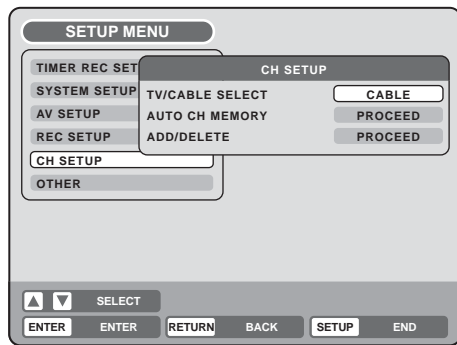 SETUP MENU
TIMER REC SET
SYSTEM SETUP
AV SETUP
REC SETUP
CH SETUP
OTHER
CH SETUP
TV/CABLE SELECT CABLE
AUTO CH MEMORY PROCEED
ADD/DELETE PROCEED
SELECT
ENTER ENTER RETURN BACK SETUP END